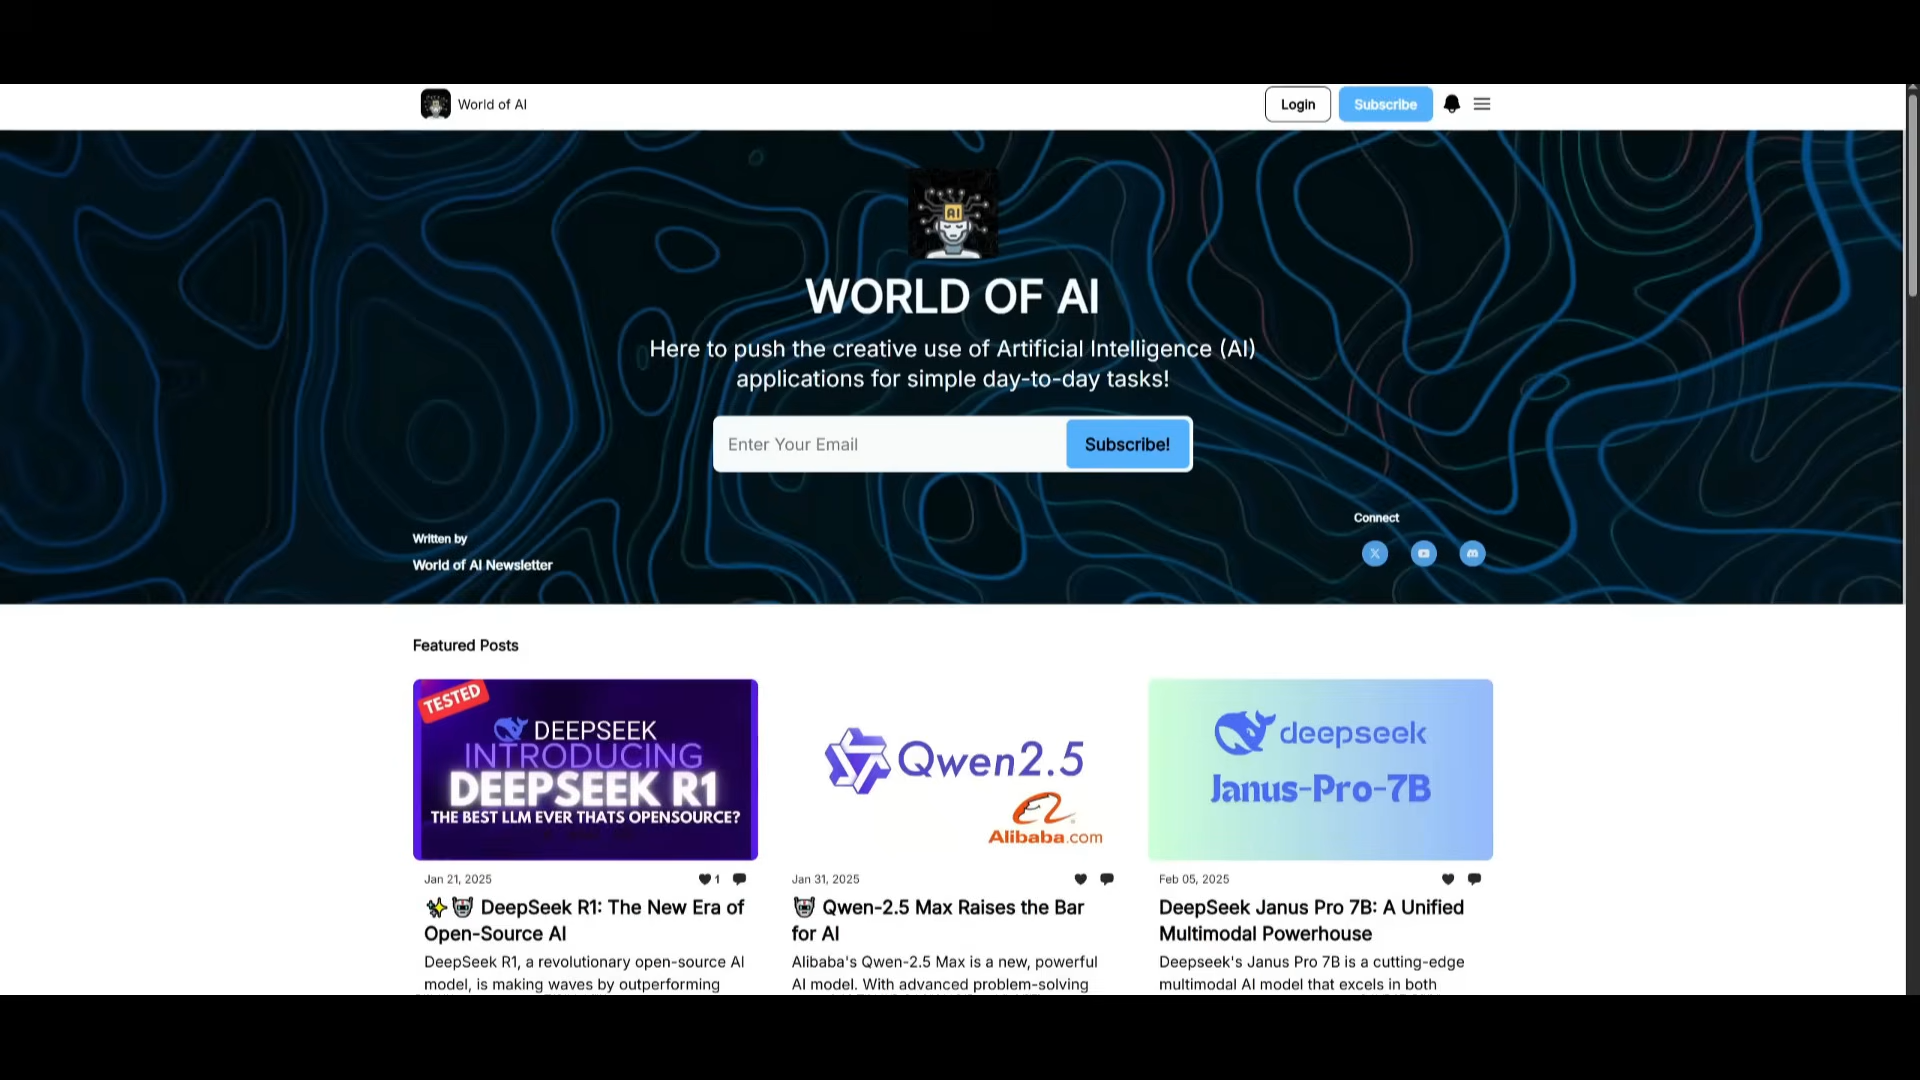 World of AI
Login
Subscribe
AI
WORLD OF AI
Here to push the creative use of Artificial Intelligence (AI)
applications for simple day-to-day tasks!
Enter Your Email
Subscribe!
Connect
Written by
World of AI Newsletter
Featured Posts
TESTED
DEEPSEEK
INTRODUCING
DEEPSEEK R1
THE BEST LLM EVER THATS OPENSOURCE?
Jan 21, 2025
1
DeepSeek R1: The New Era of
Open-Source AI
DeepSeek R1, a revolutionary open-source AI
model, is making waves by outperforming
Qwen2.5
Alibaba.com
Jan 31, 2025
Qwen-2.5 Max Raises the Bar
for AI
Alibaba's Qwen-2.5 Max is a new, powerful
AI model. With advanced problem-solving
deepseek
Janus-Pro-7B
Feb 05, 2025
DeepSeek Janus Pro 7B: A Unified
Multimodal Powerhouse
Deepseek's Janus Pro 7B is a cutting-edge
multimodal AI model that excels in both